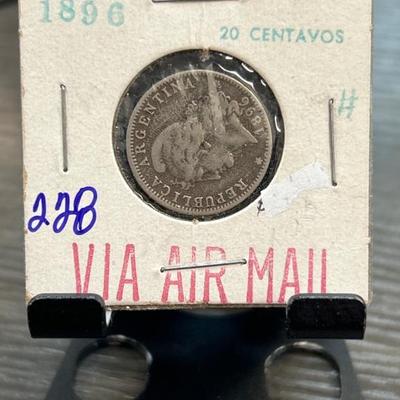 1896
20 CENTAVOS
REPUBLICA ARGENTINA
1896
#
228
VIA AIR MAIL